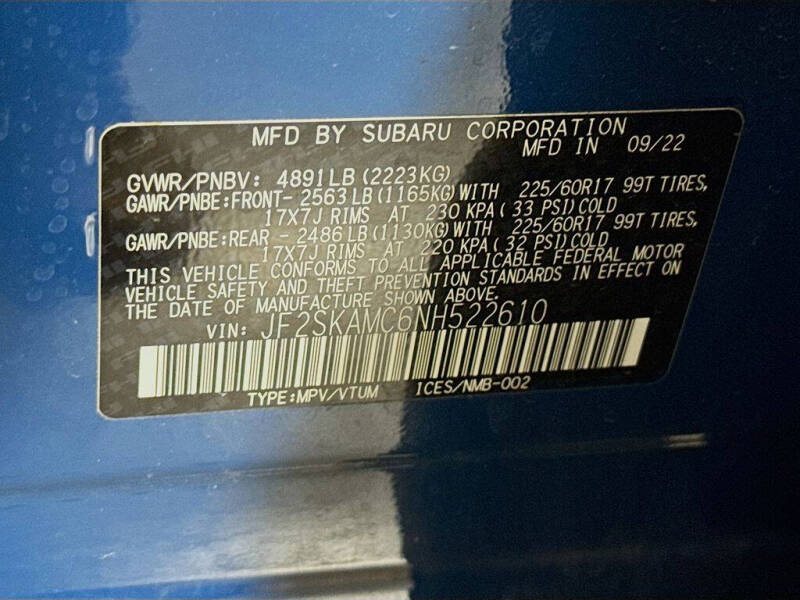 MFD BY SUBARU CORPORATION
MFD IN 09/22
GVWR/PNBV: 4891LB(2223KG)
GAWR/PNBE:FRONT- 2563LB(1165KG)WITH 225/60R17 99T TIRES,
17X7J RIMS AT 230 KPA(33 PSI)COLD
GAWR/PNBE:REAR - 2486LB(1130KG)WITH 225/60R17 99T TIRES,
17X7J RIMS AT 220 KPA(32 PSI)COLD
THIS VEHICLE CONFORMS TO ALL APPLICABLE FEDERAL MOTOR
VEHICLE SAFETY AND THEFT PREVENTION STANDARDS IN EFFECT ON
THE DATE OF MANUFACTURE SHOWN ABOVE.
VIN: JF2SKAMC6NH522610
TYPE:MPV/VTUM ICES/NMB-002